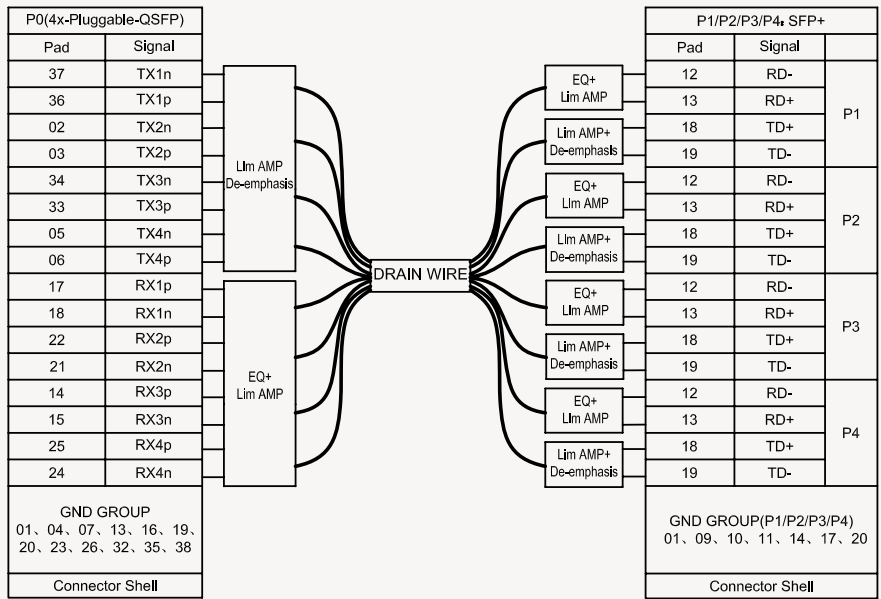 P0(4x-Pluggable-QSFP)
Pad Signal
37 TX1n
36 TX1p
02 TX2n
03 TX2p
34 TX3n
33 TX3p
05 TX4n
06 TX4p
17 RX1p
18 RX1n
22 RX2p
21 RX2n
14 RX3p
15 RX3n
25 RX4p
24 RX4n
GND GROUP
01、04、07、13、16、19、
20、23、26、32、35、38
Connector Shell
LIm AMP
De-emphasis
EQ+
Lim AMP
DRAIN WIRE
EQ+
Lim AMP
Lim AMP+
De-emphasis
EQ+
LIm AMP
LIm AMP+
De-emphasis
EQ+
LIm AMP
Lim AMP+
De-emphasis
EQ+
LIm AMP
Lim AMP+
De-emphasis
P1/P2/P3/P4: SFP+
Pad Signal
12 RD-
13 RD+
18 TD+
19 TD-
P1
12 RD-
13 RD+
18 TD+
19 TD-
P2
12 RD-
13 RD+
18 TD+
19 TD-
P3
12 RD-
13 RD+
18 TD+
19 TD-
P4
GND GROUP(P1/P2/P3/P4)
01、09、10、11、14、17、20
Connector Shell